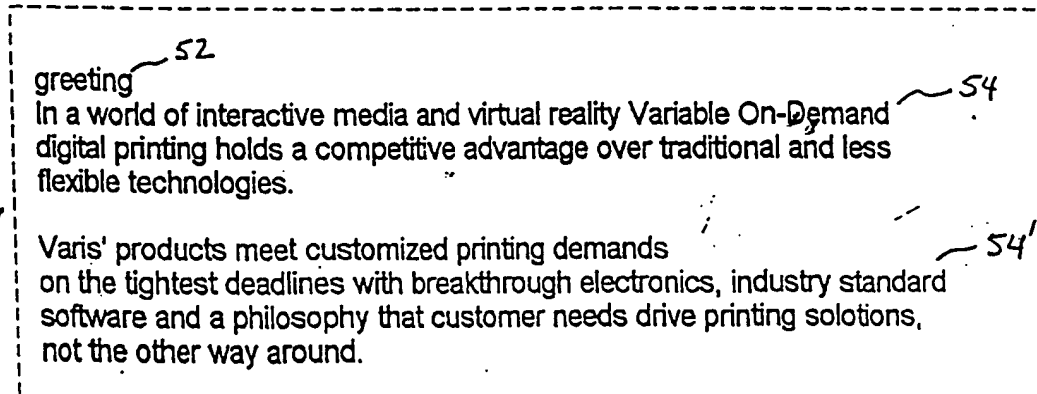 52
greeting
54
In a world of interactive media and virtual reality Variable On-Demand
digital printing holds a competitive advantage over traditional and less
flexible technologies.
Varis' products meet customized printing demands
54'
on the tightest deadlines with breakthrough electronics, industry standard
software and a philosophy that customer needs drive printing solotions,
not the other way around.